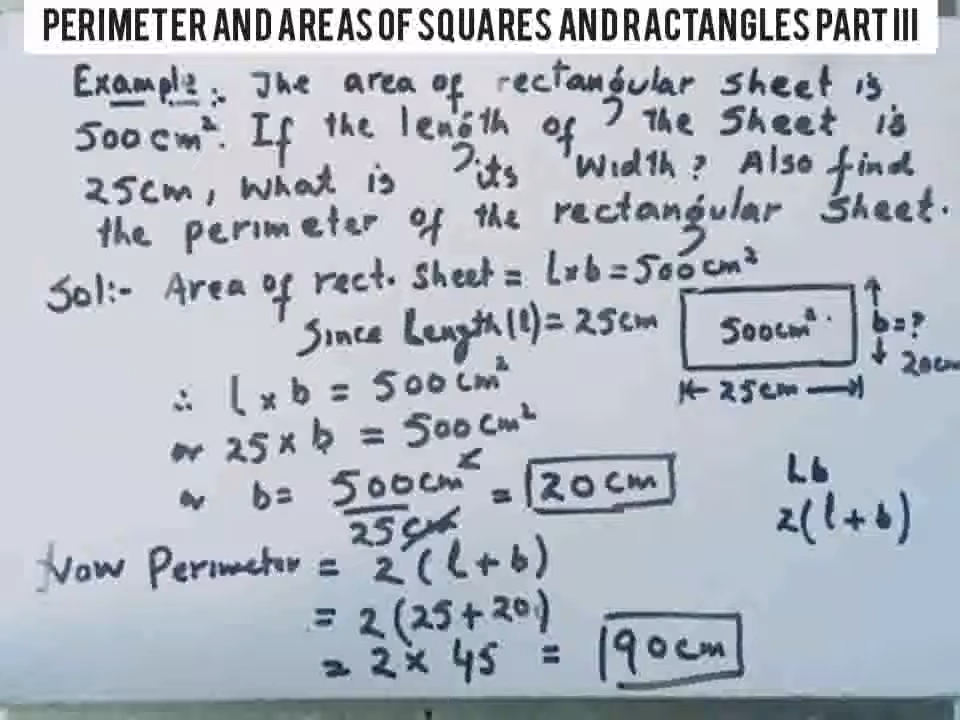 PERIMETER AND AREAS OF SQUARES AND RACTANGLES PART III
Example:. The area of rectangular sheet is
500 cm². If the length of the sheet is
25cm, What is its width? Also find
the perimeter of the rectangular sheet.
Sol:- Area of rect. sheet = l×b = 500cm²
Since Length(l) = 25cm
500cm².
b=?
20cm
25cm
∴ l × b = 500 cm²
or 25 × b = 500 cm²
or b = 500cm² / 25cm = 20 cm
Lb
2(l+b)
Now Perimeter = 2(l+b)
= 2(25+20)
= 2 × 45 = 90cm